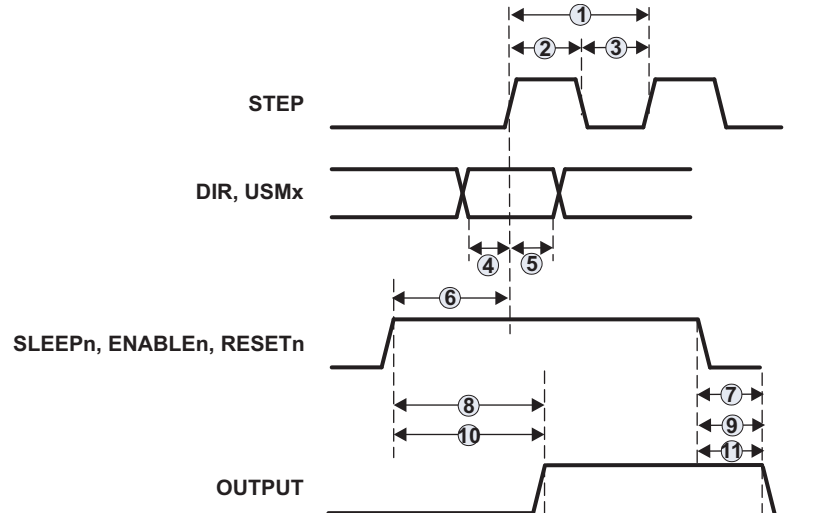 1
2 3
STEP
DIR, USMx
4 5
6
SLEEPn, ENABLEn, RESETn
7
8
9
10
11
OUTPUT